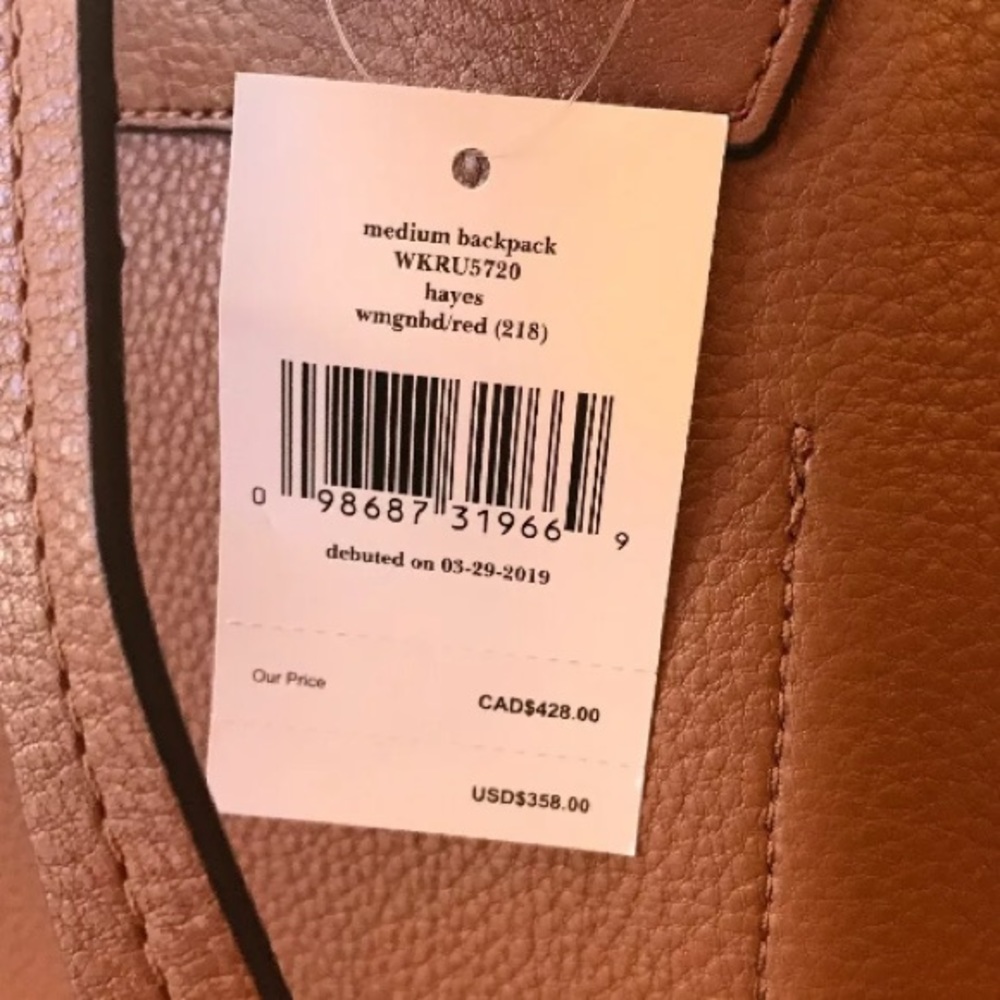 medium backpack
WKRU5720
hayes
wmgnbd/red (218)
0 98687 31966 9
debuted on 03-29-2019
Our Price
CAD$428.00
USD$358.00